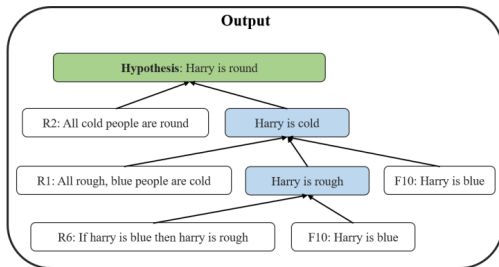 Output
Hypothesis: Harry is round
R2: All cold people are round
Harry is cold
R1: All rough, blue people are cold
Harry is rough
F10: Harry is blue
R6: If harry is blue then harry is rough
F10: Harry is blue